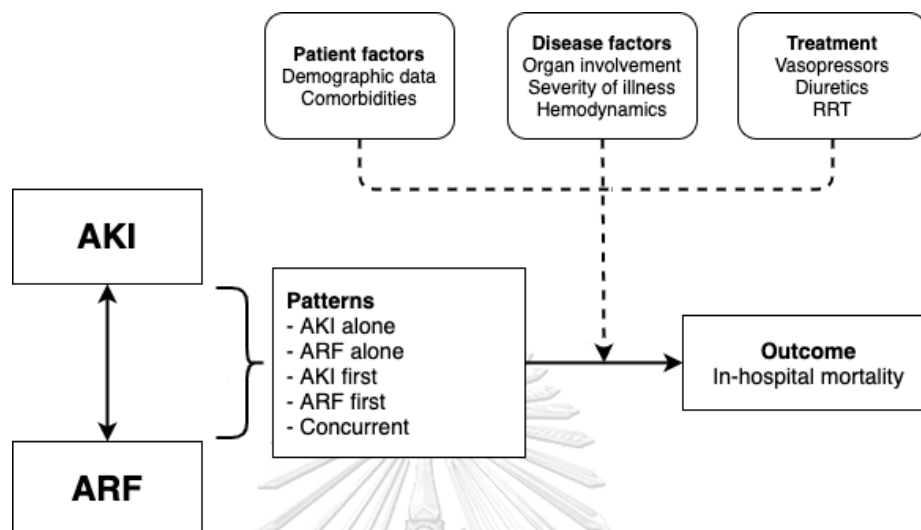 Patient factors
Demographic data
Comorbidities
Disease factors
Organ involvement
Severity of illness
Hemodynamics
Treatment
Vasopressors
Diuretics
RRT
AKI
ARF
Patterns
- AKI alone
- ARF alone
- AKI first
- ARF first
- Concurrent
Outcome
In-hospital mortality